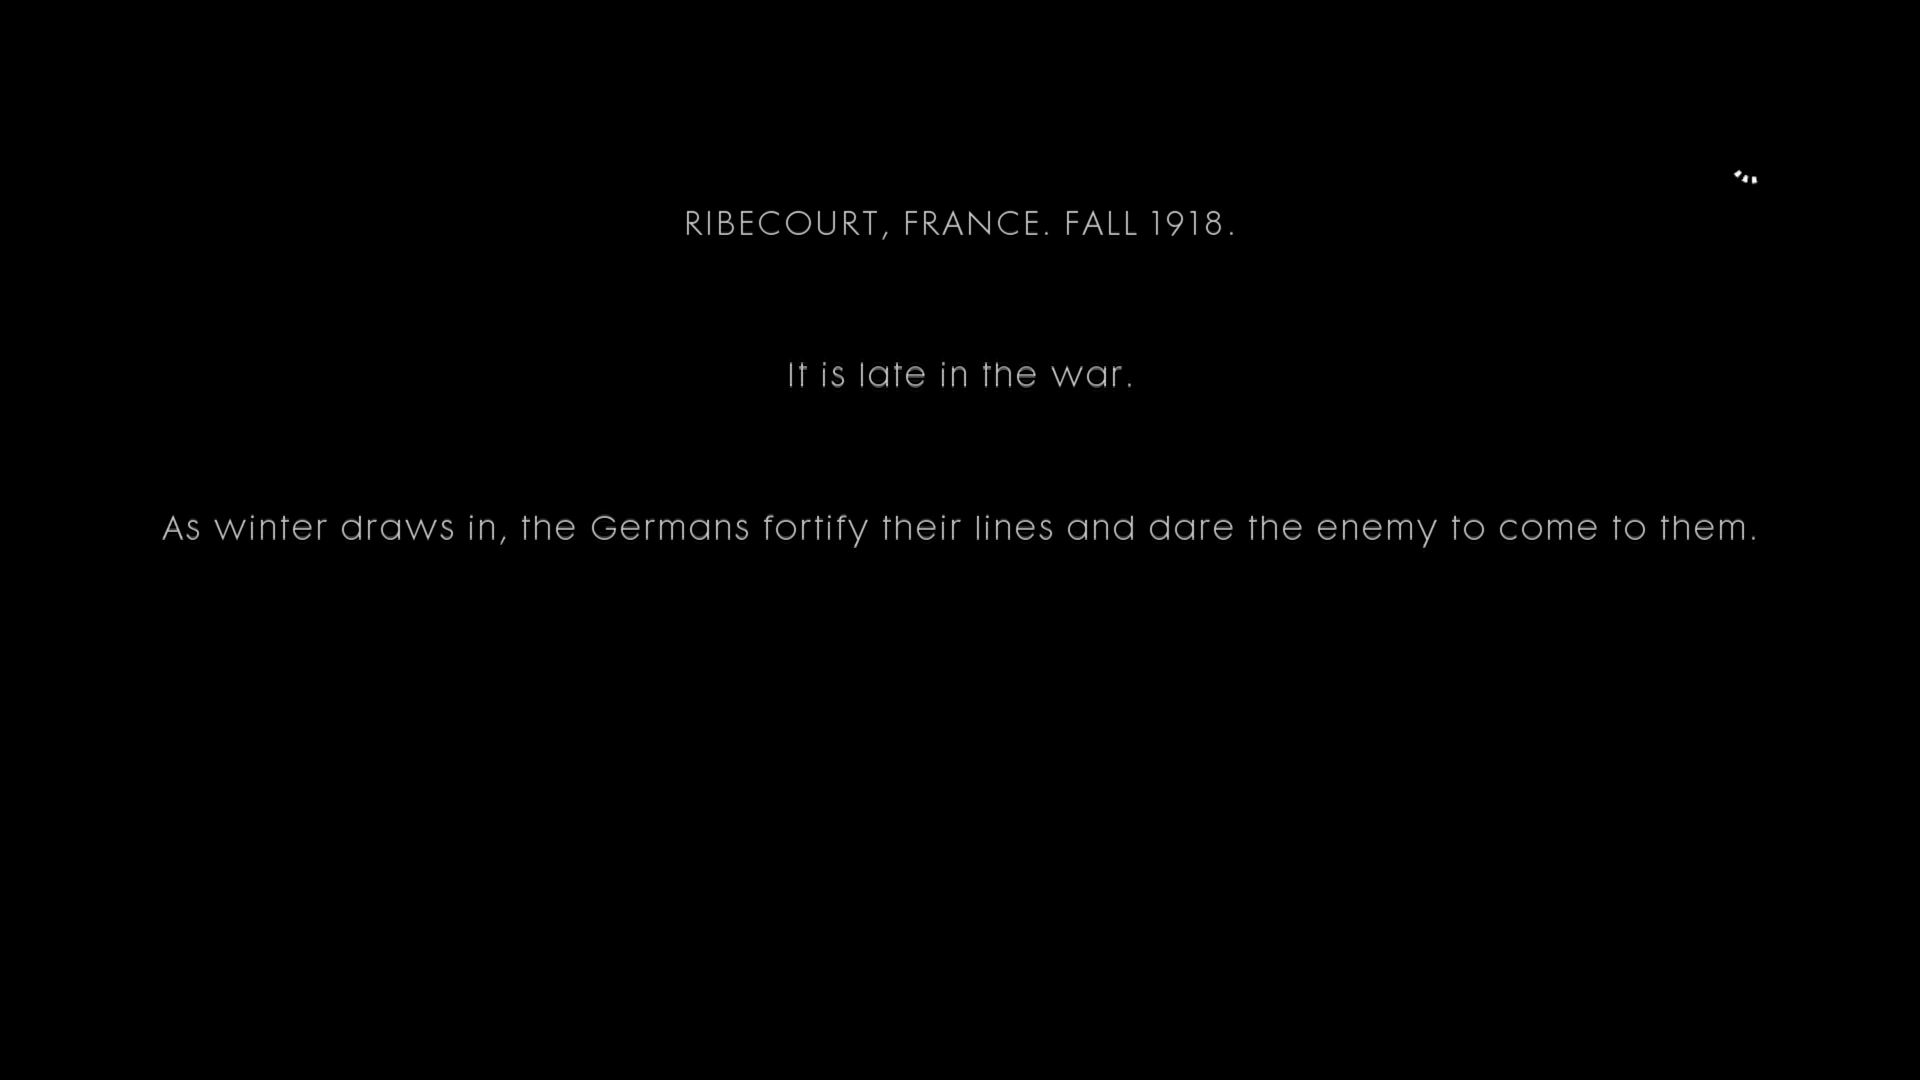 RIBECOURT, FRANCE. FALL 1918.
It is late in the war.
As winter draws in, the Germans fortify their lines and dare the enemy to come to them.